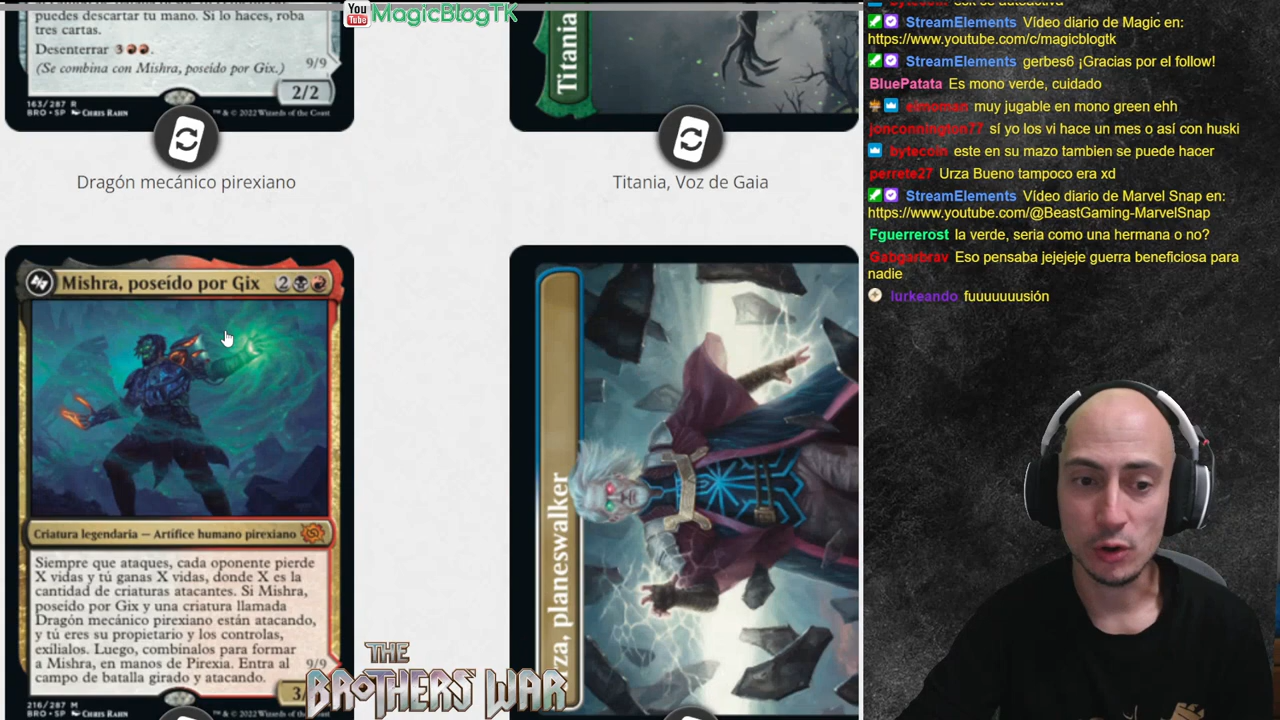 puedes descartar tu mano. Si lo haces, roba
tres cartas.
Desenterrar 3
(Se combina con Mishra, poseído por Gix.)
9/9
2/2
163/287 R
BRO • SP CHRIS RAHN
™ & © 2022 Wizards of the Coast
Dragón mecánico pirexiano
You
Tube
MagicBlogTK
Titania
Titania, Voz de Gaia
Mishra, poseído por Gix
2
Criatura legendaria — Artífice humano pirexiano
Siempre que ataques, cada oponente pierde
X vidas y tú ganas X vidas, donde X es la
cantidad de criaturas atacantes. Si Mishra,
poseído por Gix y una criatura llamada
Dragón mecánico pirexiano están atacando,
y tú eres su propietario y los controlas,
exílialos. Luego, combínalos para formar
a Mishra, en manos de Pirexia. Entra al
campo de batalla girado y atacando.
9/9
3/
216/287 M
BRO • SP CHRIS RAHN
™ & © 2022 Wizards of the Coast
rza, planeswalker
THE
BROTHERS' WAR
StreamElements Vídeo diario de Magic en:
https://www.youtube.com/c/magicblogtk
StreamElements gerbes6 ¡Gracias por el follow!
BluePatata Es mono verde, cuidado
muy jugable en mono green ehh
jonconnington77 sí yo los vi hace un mes o así con huski
bytecoin este en su mazo tambien se puede hacer
perrete27 Urza Bueno tampoco era xd
StreamElements Vídeo diario de Marvel Snap en:
https://www.youtube.com/@BeastGaming-MarvelSnap
Fguerrerost la verde, seria como una hermana o no?
Eso pensaba jejejeje guerra beneficiosa para
nadie
lurkeando fuuuuuuusión